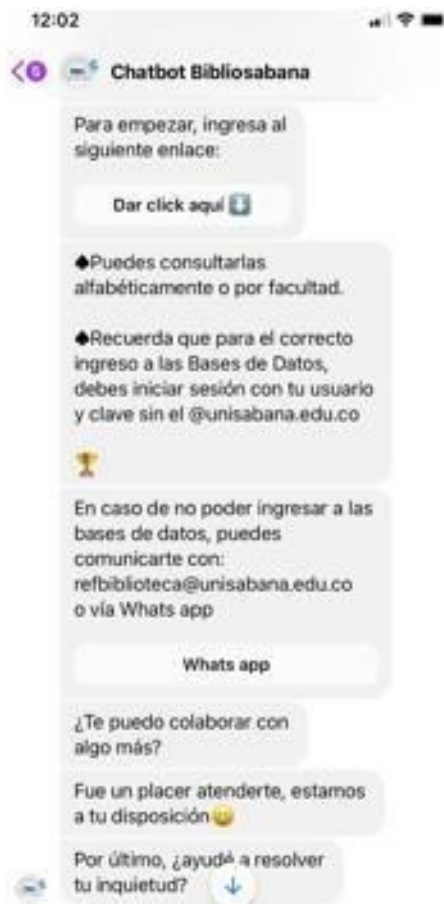 12:02
Chatbot Bibliosabana
Para empezar, ingresa al
siguiente enlace:
Dar click aquí ⬇️
♠Puedes consultarlas
alfabéticamente o por facultad.
♠Recuerda que para el correcto
ingreso a las Bases de Datos,
debes iniciar sesión con tu usuario
y clave sin el @unisabana.edu.co
🏆
En caso de no poder ingresar a las
bases de datos, puedes
comunicarte con:
refbiblioteca@unisabana.edu.co
o vía Whats app
Whats app
¿Te puedo colaborar con
algo más?
Fue un placer atenderte, estamos
a tu disposición😀
Por último, ¿ayudé a resolver
tu inquietud?